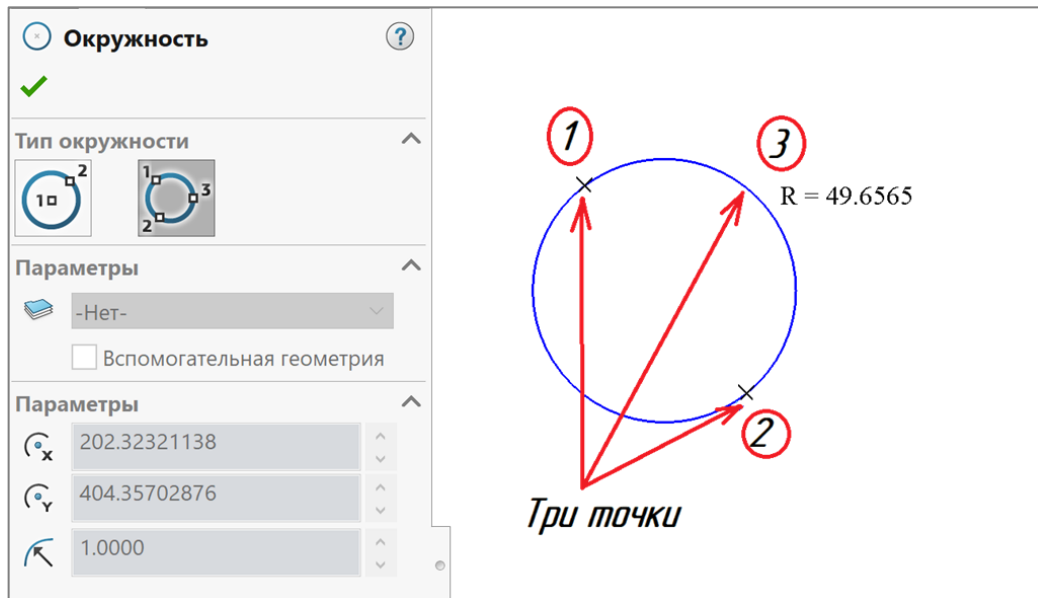 Окружность
?
Тип окружности
1 2
1 2 3
Параметры
-Нет-
Вспомогательная геометрия
Параметры
X 202.32321138
Y 404.35702876
1.0000
1
3
R = 49.6565
2
Три точки